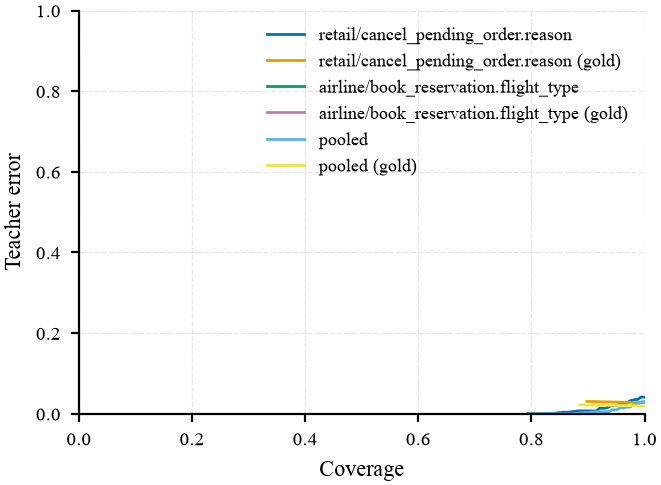 1.0
retail/cancel_pending_order.reason
retail/cancel_pending_order.reason (gold)
0.8
airline/book_reservation.flight_type
airline/book_reservation.flight_type (gold)
pooled
0.6
pooled (gold)
Teacher error
0.4
0.2
0.0
0.0 0.2 0.4 0.6 0.8 1.0
Coverage